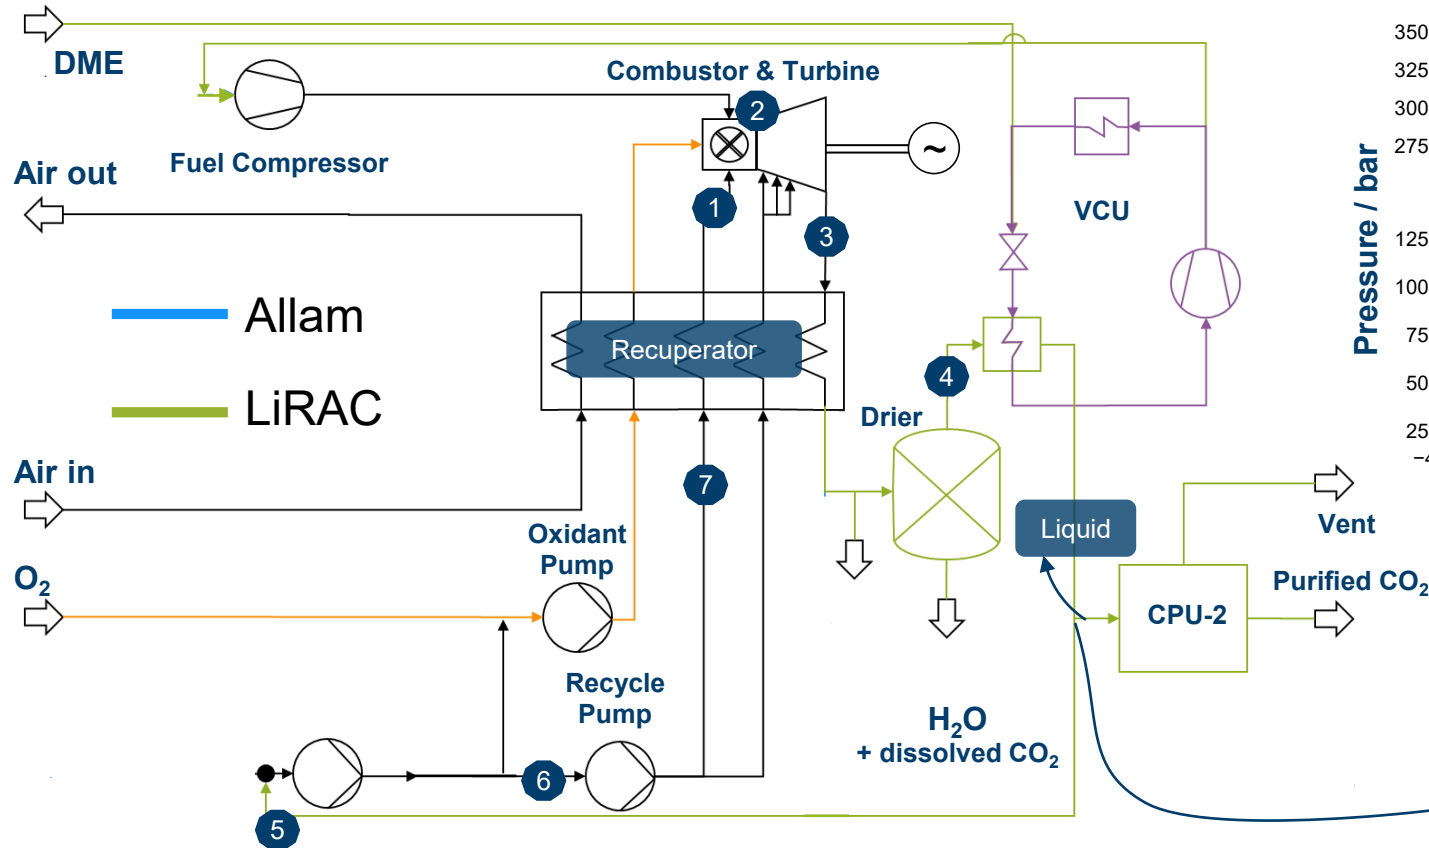 DME
Combustor & Turbine
Fuel Compressor
2
~
Air out
1
3
VCU
Allam
LiRAC
Recuperator
4
Drier
Air in
7
Liquid
Vent
Oxidant
Pump
O₂
Purified CO₂
CPU-2
Recycle
Pump
H₂O
+ dissolved CO₂
6
5
Pressure / bar
350
325
300
275
125
100
75
50
25